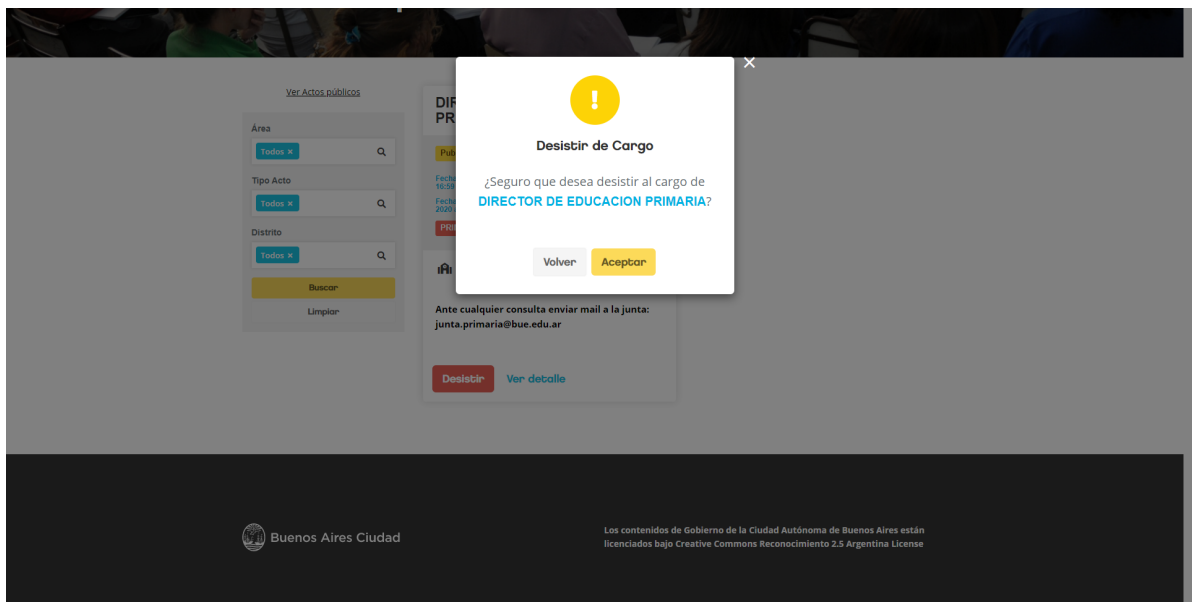 Ver Actos públicos
Área
Todos ×
Tipo Acto
Todos ×
Distrito
Todos ×
Buscar
Limpiar
Desistir de Cargo
¿Seguro que desea desistir al cargo de
DIRECTOR DE EDUCACION PRIMARIA?
Volver
Aceptar
Ante cualquier consulta enviar mail a la junta:
junta.primaria@bue.edu.ar
Desistir
Ver detalle
Buenos Aires Ciudad
Los contenidos de Gobierno de la Ciudad Autónoma de Buenos Aires están
licenciados bajo Creative Commons Reconocimiento 2.5 Argentina License